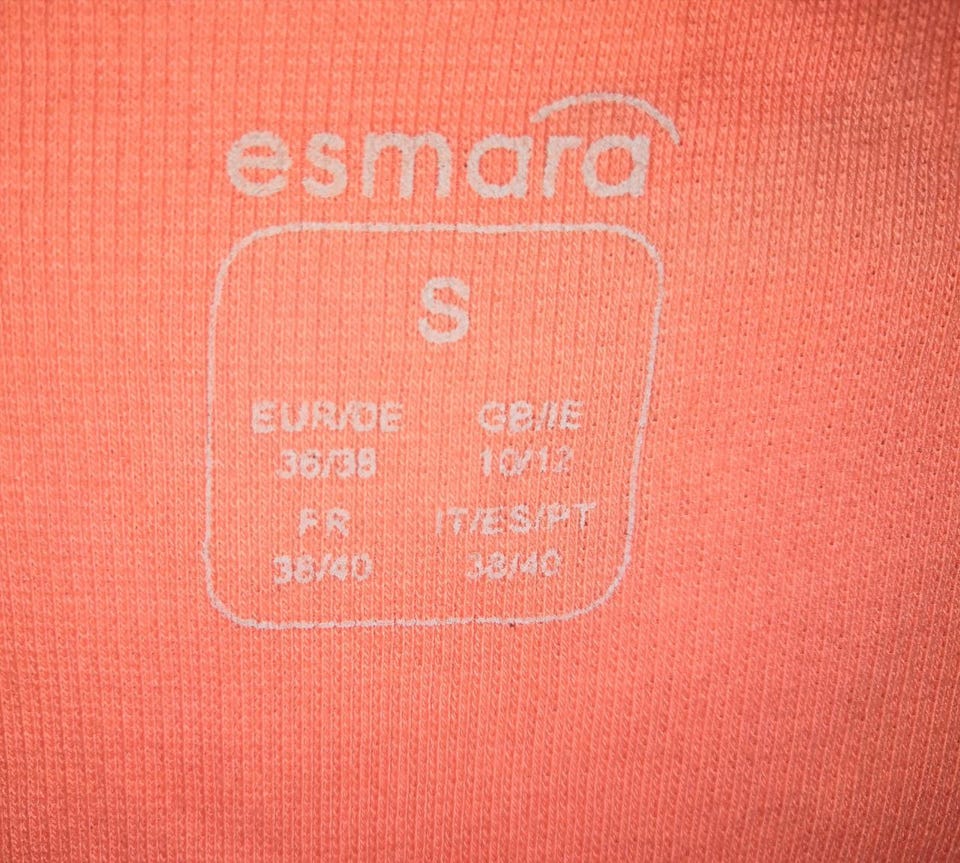 esmara
S
EUR/DE GB/IE
36/38 10/12
FR IT/ES/PT
38/40 38/40